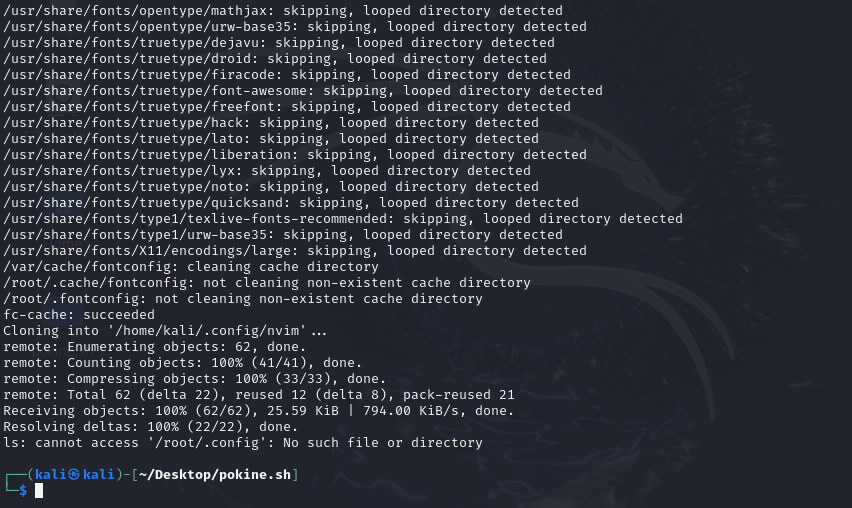 /usr/share/fonts/opentype/mathjax: skipping, looped directory detected
/usr/share/fonts/opentype/urw-base35: skipping, looped directory detected
/usr/share/fonts/truetype/dejavu: skipping, looped directory detected
/usr/share/fonts/truetype/droid: skipping, looped directory detected
/usr/share/fonts/truetype/firacode: skipping, looped directory detected
/usr/share/fonts/truetype/font-awesome: skipping, looped directory detected
/usr/share/fonts/truetype/freefont: skipping, looped directory detected
/usr/share/fonts/truetype/hack: skipping, looped directory detected
/usr/share/fonts/truetype/lato: skipping, looped directory detected
/usr/share/fonts/truetype/liberation: skipping, looped directory detected
/usr/share/fonts/truetype/lyx: skipping, looped directory detected
/usr/share/fonts/truetype/noto: skipping, looped directory detected
/usr/share/fonts/truetype/quicksand: skipping, looped directory detected
/usr/share/fonts/type1/texlive-fonts-recommended: skipping, looped directory detected
/usr/share/fonts/type1/urw-base35: skipping, looped directory detected
/usr/share/fonts/X11/encodings/large: skipping, looped directory detected
/var/cache/fontconfig: cleaning cache directory
/root/.cache/fontconfig: not cleaning non-existent cache directory
/root/.fontconfig: not cleaning non-existent cache directory
fc-cache: succeeded
Cloning into '/home/kali/.config/nvim'...
remote: Enumerating objects: 62, done.
remote: Counting objects: 100% (41/41), done.
remote: Compressing objects: 100% (33/33), done.
remote: Total 62 (delta 22), reused 12 (delta 8), pack-reused 21
Receiving objects: 100% (62/62), 25.59 KiB | 794.00 KiB/s, done.
Resolving deltas: 100% (22/22), done.
ls: cannot access '/root/.config': No such file or directory
┌──(kali㉿kali)-[~/Desktop/pokine.sh]
└─$